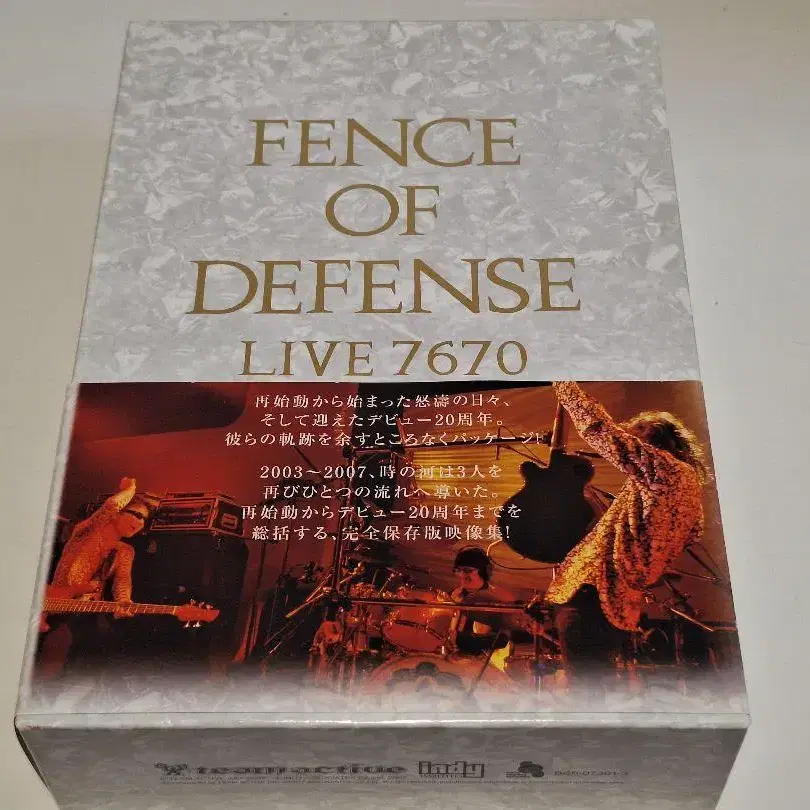 FENCE
OF
DEFENSE
LIVE 7670
再始動から始まった怒濤の日々、
そして迎えたデビュー20周年。
彼らの軌跡を余すところなくパッケージ!
2003〜2007、時の河は3人を
再びひとつの流れへ導いた。
再始動からデビュー20周年までを
総括する、完全保存版映像集!
team active indy